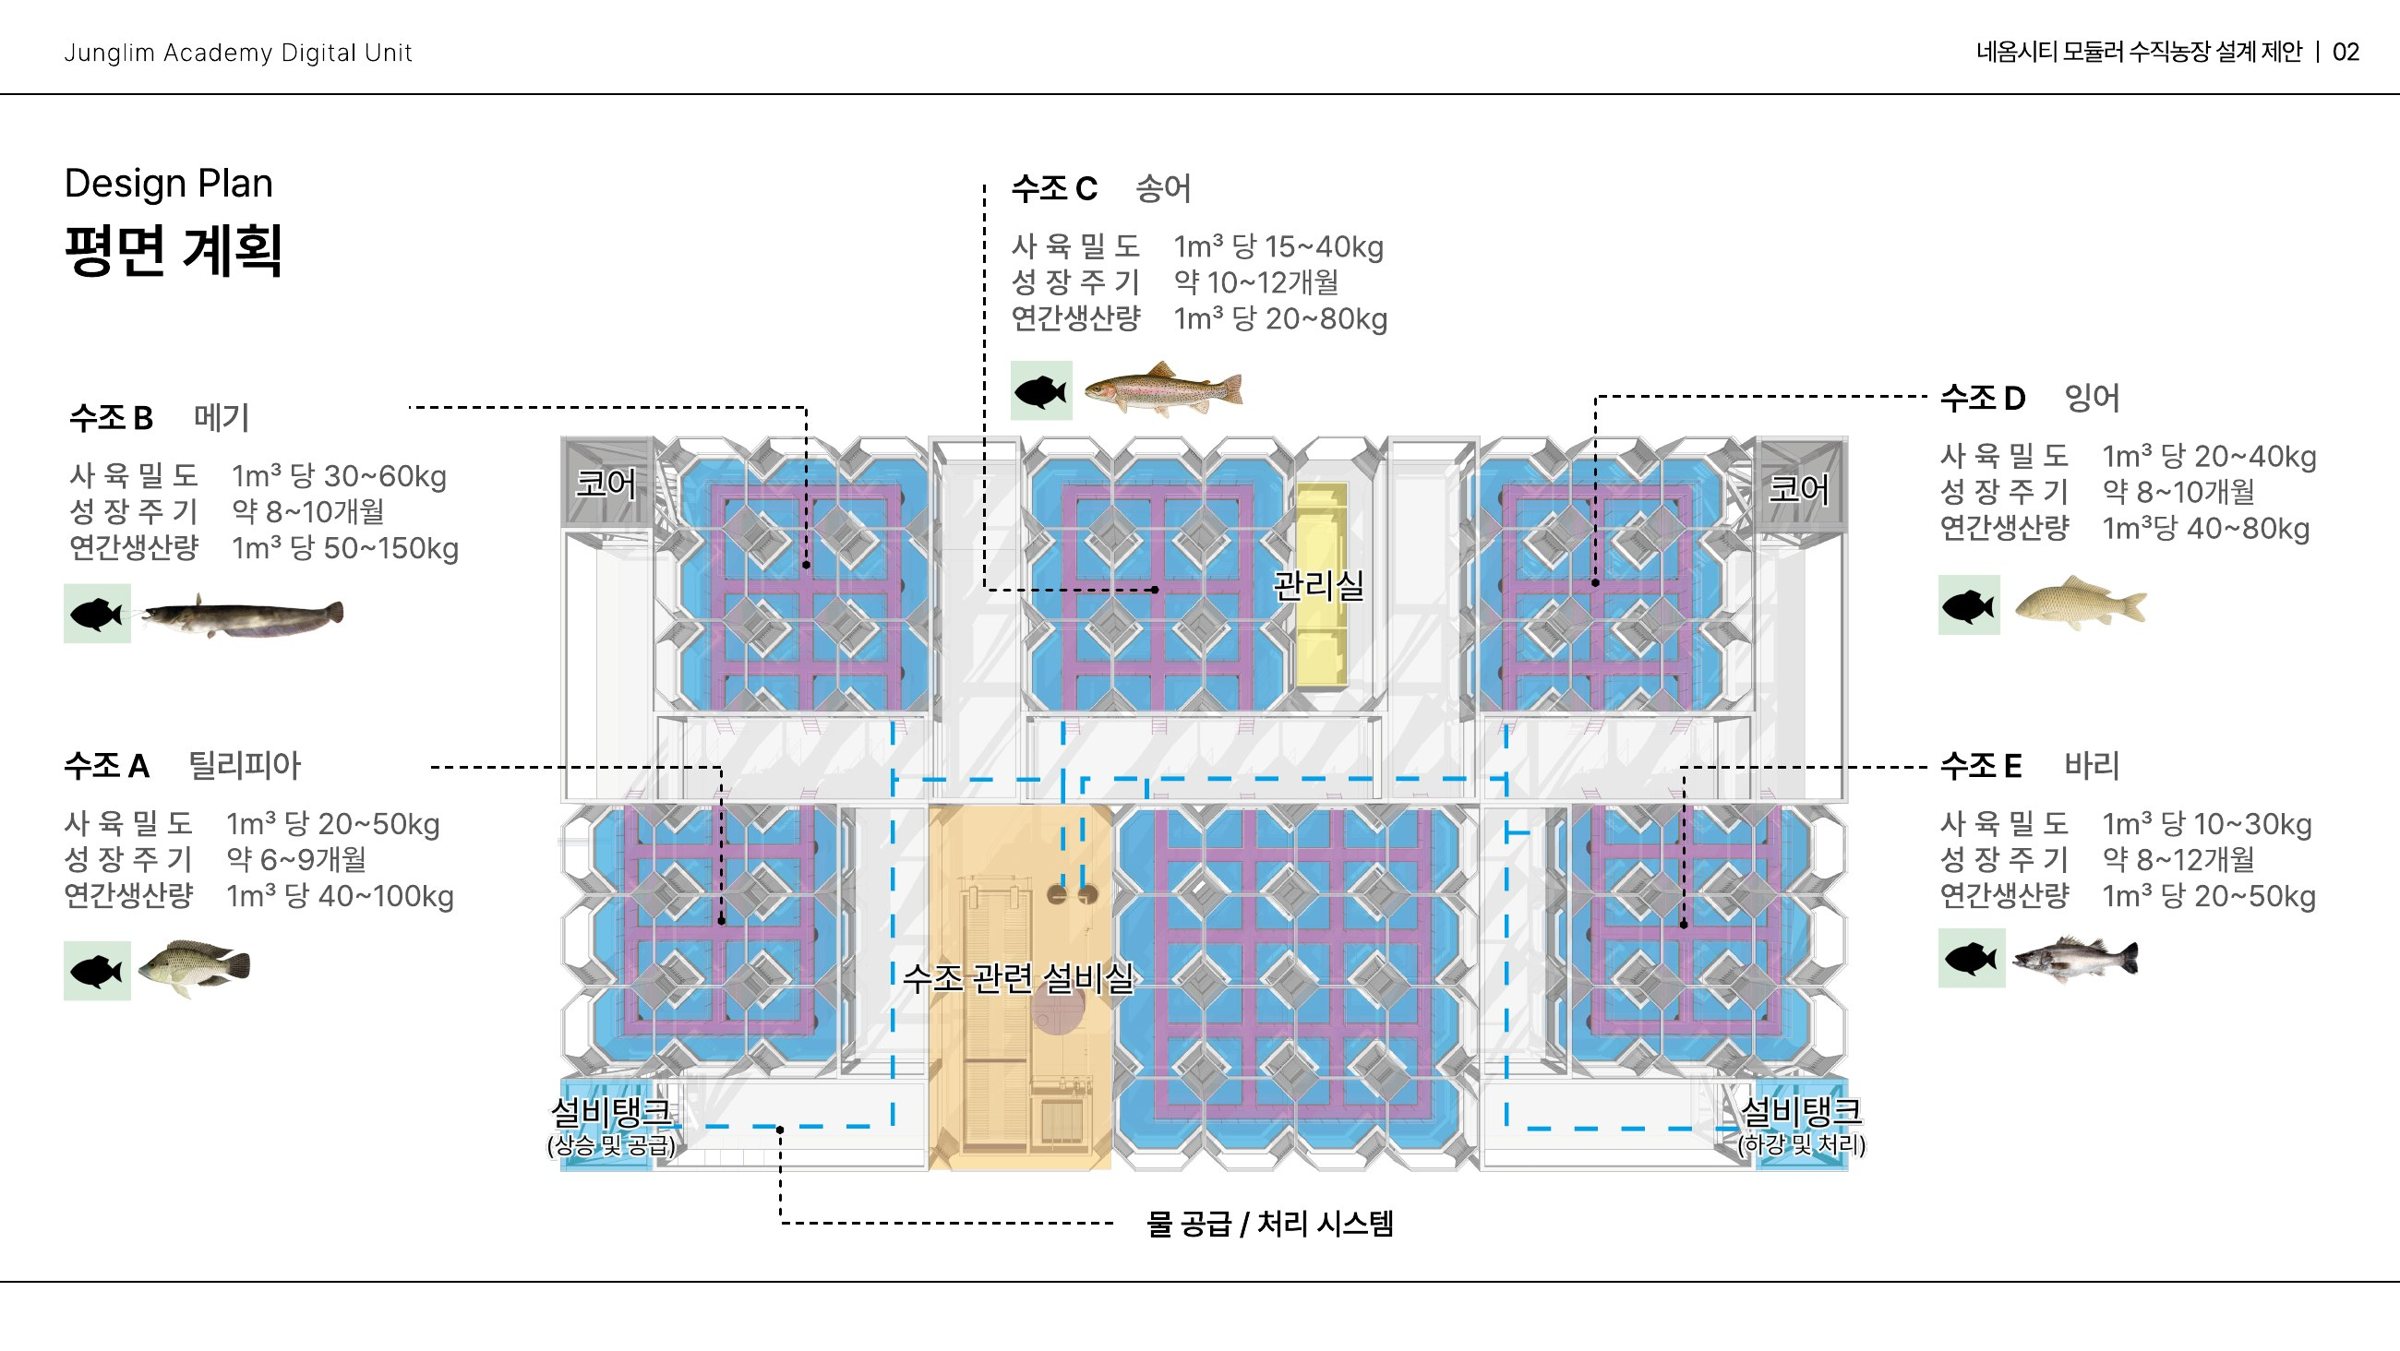 Junglim Academy Digital Unit
네옴시티 모듈러 수직농장 설계 제안 | 02
Design Plan
평면 계획
수조 C 송어
사 육 밀 도 1m³ 당 15~40kg
성 장 주 기 약 10~12개월
연간생산량 1m³ 당 20~80kg
수조 B 메기
사 육 밀 도 1m³ 당 30~60kg
성 장 주 기 약 8~10개월
연간생산량 1m³ 당 50~150kg
수조 D 잉어
사 육 밀 도 1m³ 당 20~40kg
성 장 주 기 약 8~10개월
연간생산량 1m³당 40~80kg
코어
관리실
코어
수조 A 틸리피아
사 육 밀 도 1m³ 당 20~50kg
성 장 주 기 약 6~9개월
연간생산량 1m³ 당 40~100kg
수조 E 바리
사 육 밀 도 1m³ 당 10~30kg
성 장 주 기 약 8~12개월
연간생산량 1m³ 당 20~50kg
수조 관련 설비실
설비탱크
(상승 및 공급)
설비탱크
(하강 및 처리)
물 공급 / 처리 시스템